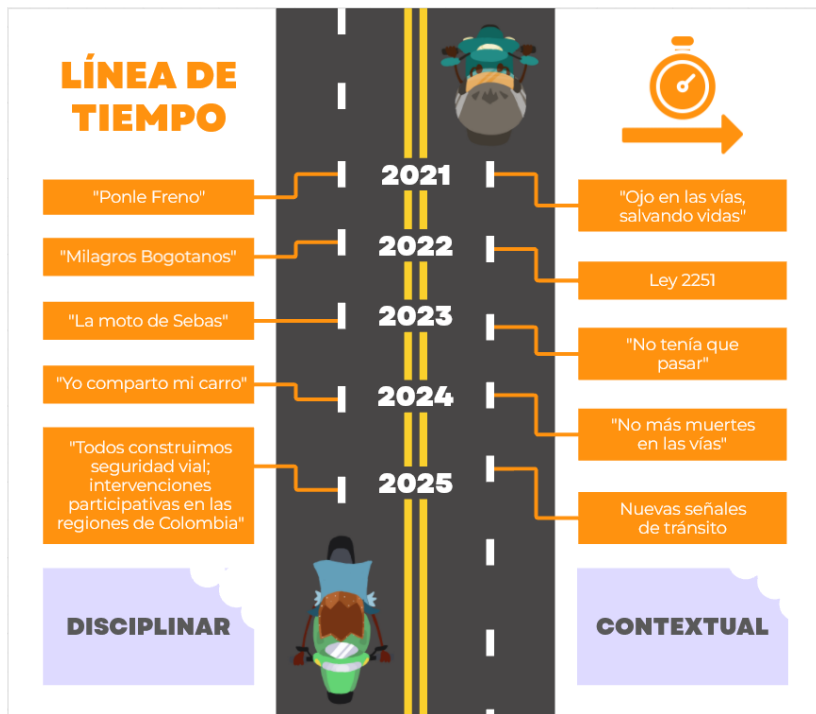 LÍNEA DE
TIEMPO
2021
"Ponle Freno"
"Ojo en las vías,
salvando vidas"
2022
"Milagros Bogotanos"
Ley 2251
2023
"La moto de Sebas"
"No tenía que
pasar"
2024
"Yo comparto mi carro"
"No más muertes
en las vías"
2025
"Todos construimos
seguridad vial;
intervenciones
participativas en las
regiones de Colombia"
Nuevas señales
de tránsito
DISCIPLINAR
CONTEXTUAL